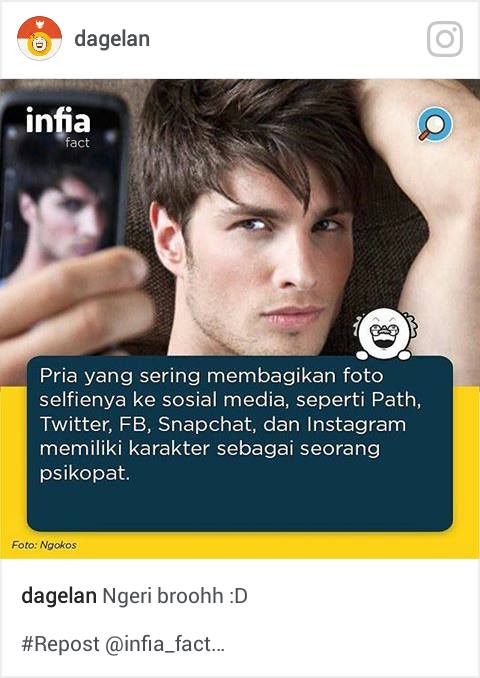 dagelan
infia
fact
Pria yang sering membagikan foto
selfienya ke sosial media, seperti Path,
Twitter, FB, Snapchat, dan Instagram
memiliki karakter sebagai seorang
psikopat.
Foto: Ngokos
dagelan Ngeri broohh :D
#Repost @infia_fact...